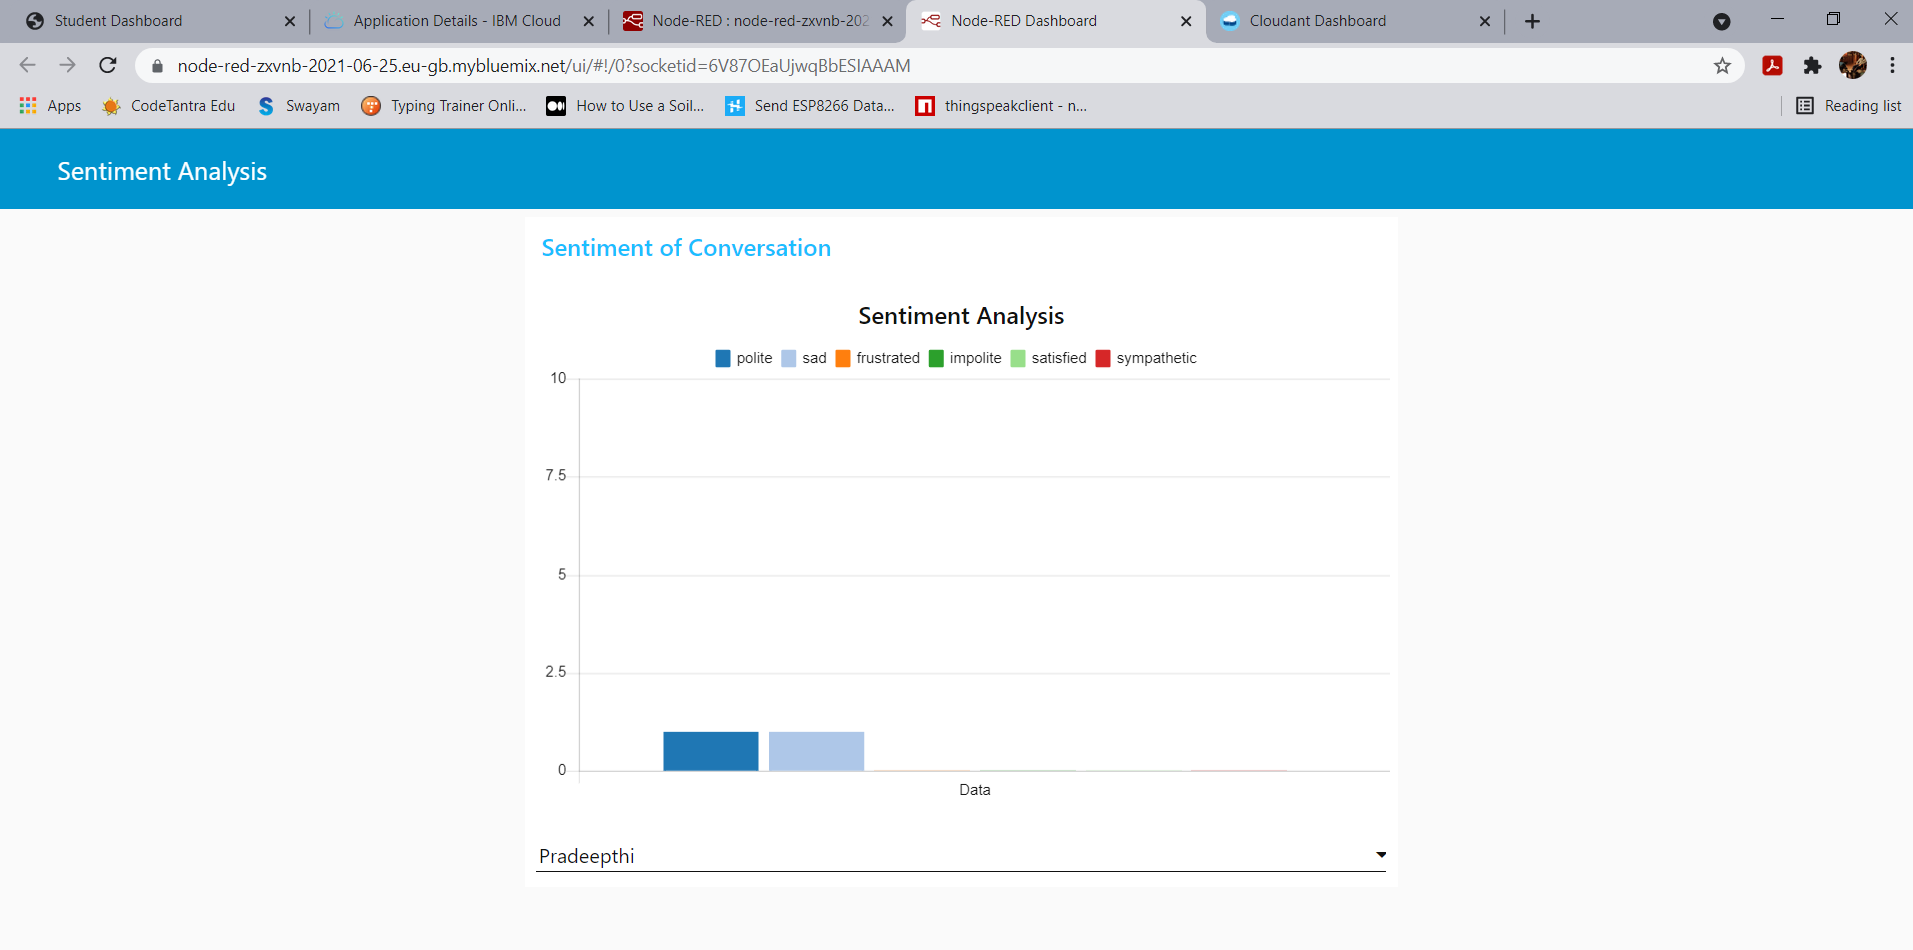 Student Dashboard
Application Details - IBM Cloud
Node-RED : node-red-zxvnb-202
Node-RED Dashboard
Cloudant Dashboard
node-red-zxvnb-2021-06-25.eu-gb.mybluemix.net/ui/#!/0?socketid=6V87OEaUjwqBbESIAAAM
Apps
CodeTantra Edu
Swayam
Typing Trainer Onli...
How to Use a Soil...
Send ESP8266 Data...
thingspeakclient - n...
Reading list
Sentiment Analysis
Sentiment of Conversation
Sentiment Analysis
polite sad frustrated impolite satisfied sympathetic
10
7.5
5
2.5
0
Data
Pradeepthi